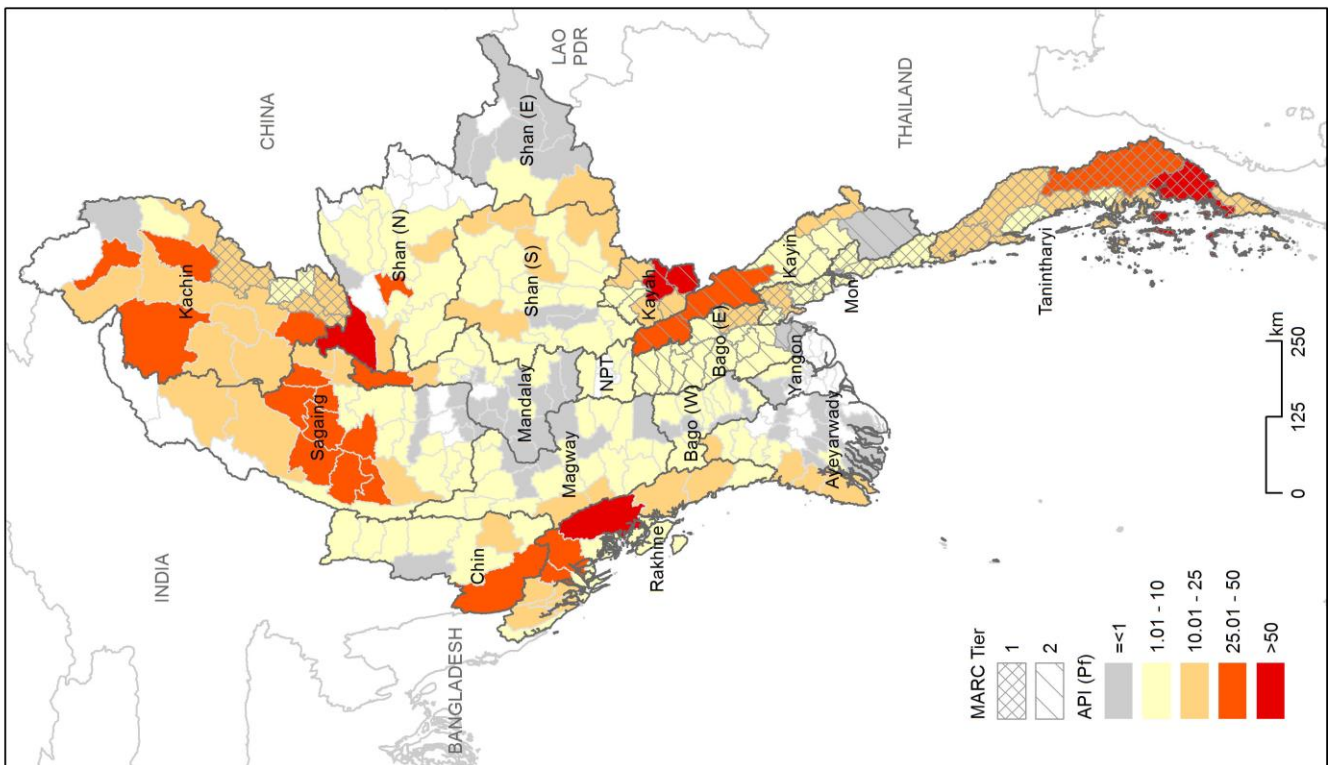 CHINA
INDIA
BANGLADESH
LAO
PDR
THAILAND
Kachin
Sagaing
Shan (N)
Chin
Mandalay
Shan (S)
Shan (E)
Magway
Rakhine
NPT
Kayah
Bago (W)
Bago (E)
Kayin
Yangon
Ayeyarwady
Mon
Tanintharyi
MARC Tier
1
2
API (Pf)
=<1
1.01 - 10
10.01 - 25
25.01 - 50
>50
0 125 250
km